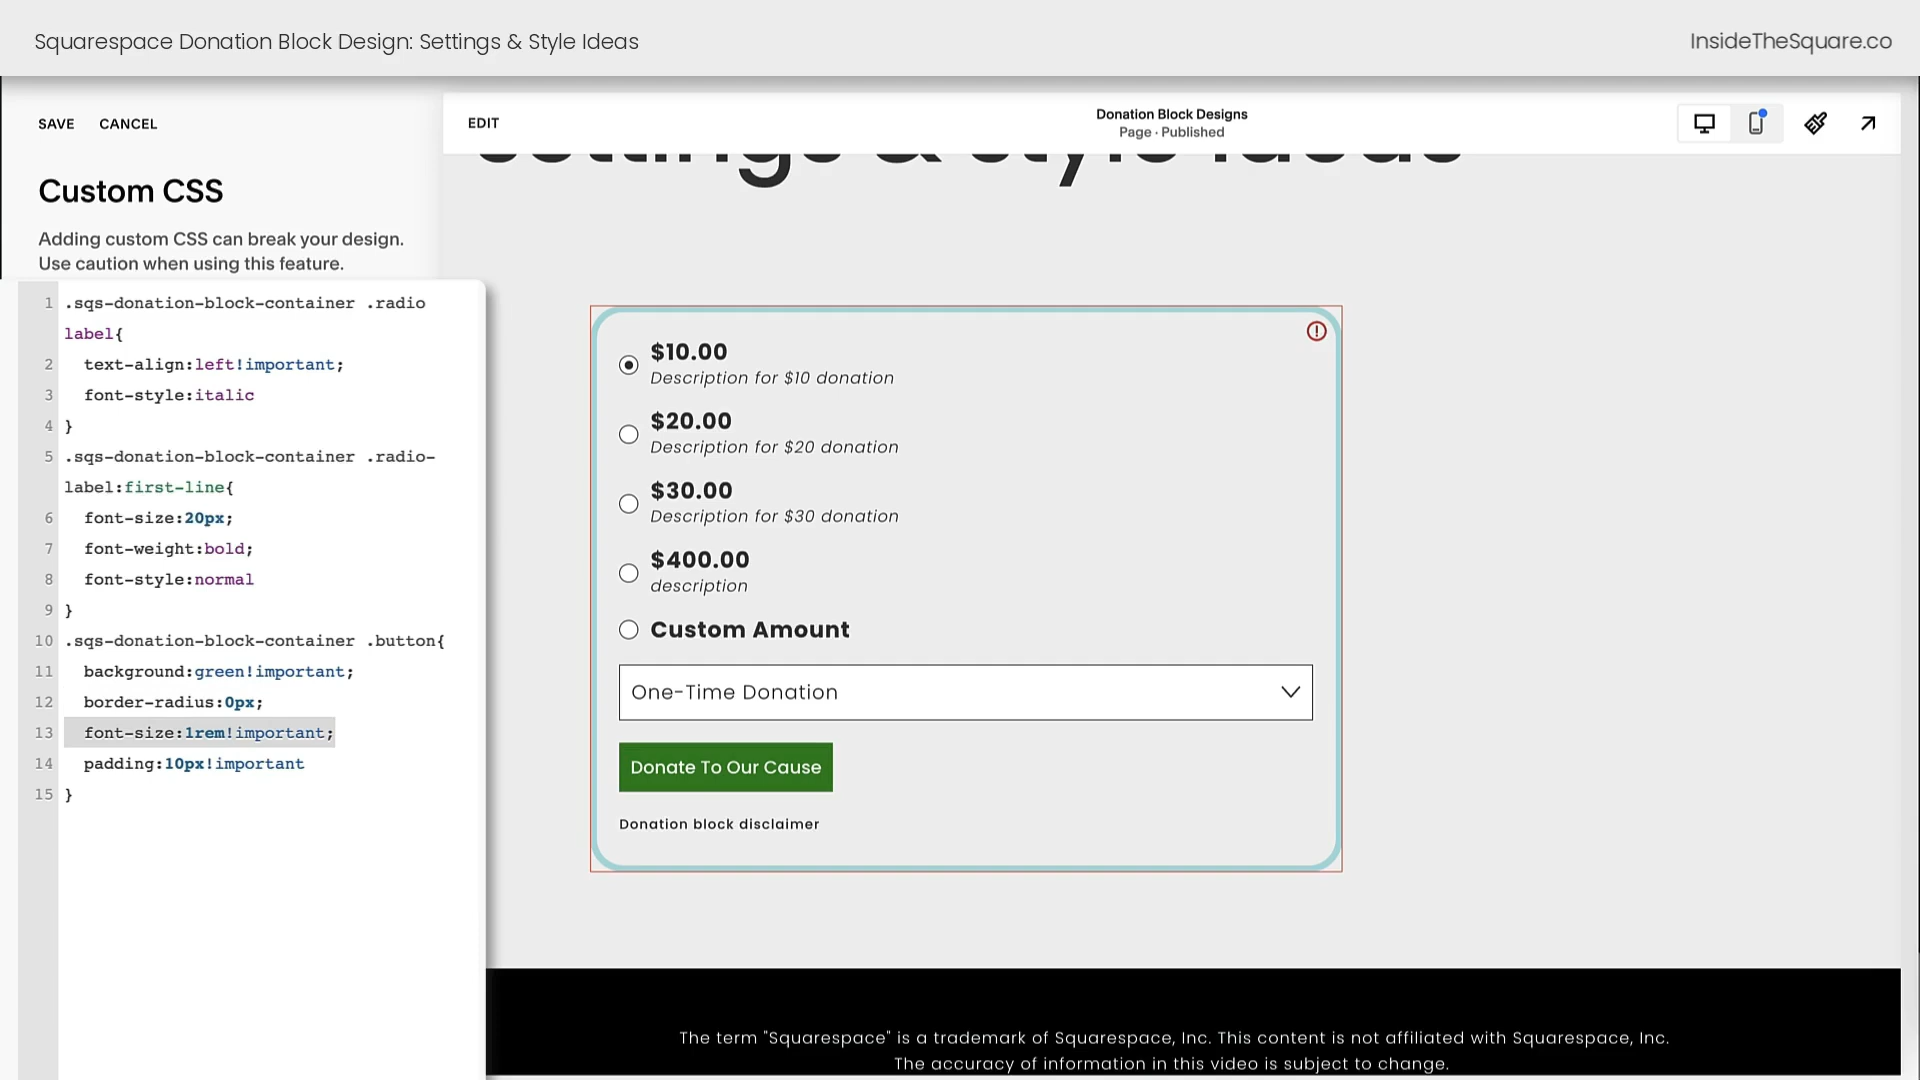 Squarespace Donation Block Design: Settings & Style Ideas
InsideTheSquare.co
SAVE CANCEL
EDIT
Donation Block Designs
Page · Published
Settings & Style Ideas
Custom CSS
Adding custom CSS can break your design.
Use caution when using this feature.
1 .sqs-donation-block-container .radio
label{
2 text-align:left!important;
3 font-style:italic
4 }
5 .sqs-donation-block-container .radio-
label:first-line{
6 font-size:20px;
7 font-weight:bold;
8 font-style:normal
9 }
10 .sqs-donation-block-container .button{
11 background:green!important;
12 border-radius:0px;
13 font-size:1rem!important;
14 padding:10px!important
15 }
$10.00
Description for $10 donation
$20.00
Description for $20 donation
$30.00
Description for $30 donation
$400.00
description
Custom Amount
One-Time Donation
Donate To Our Cause
Donation block disclaimer
The term "Squarespace" is a trademark of Squarespace, Inc. This content is not affiliated with Squarespace, Inc.
The accuracy of information in this video is subject to change.